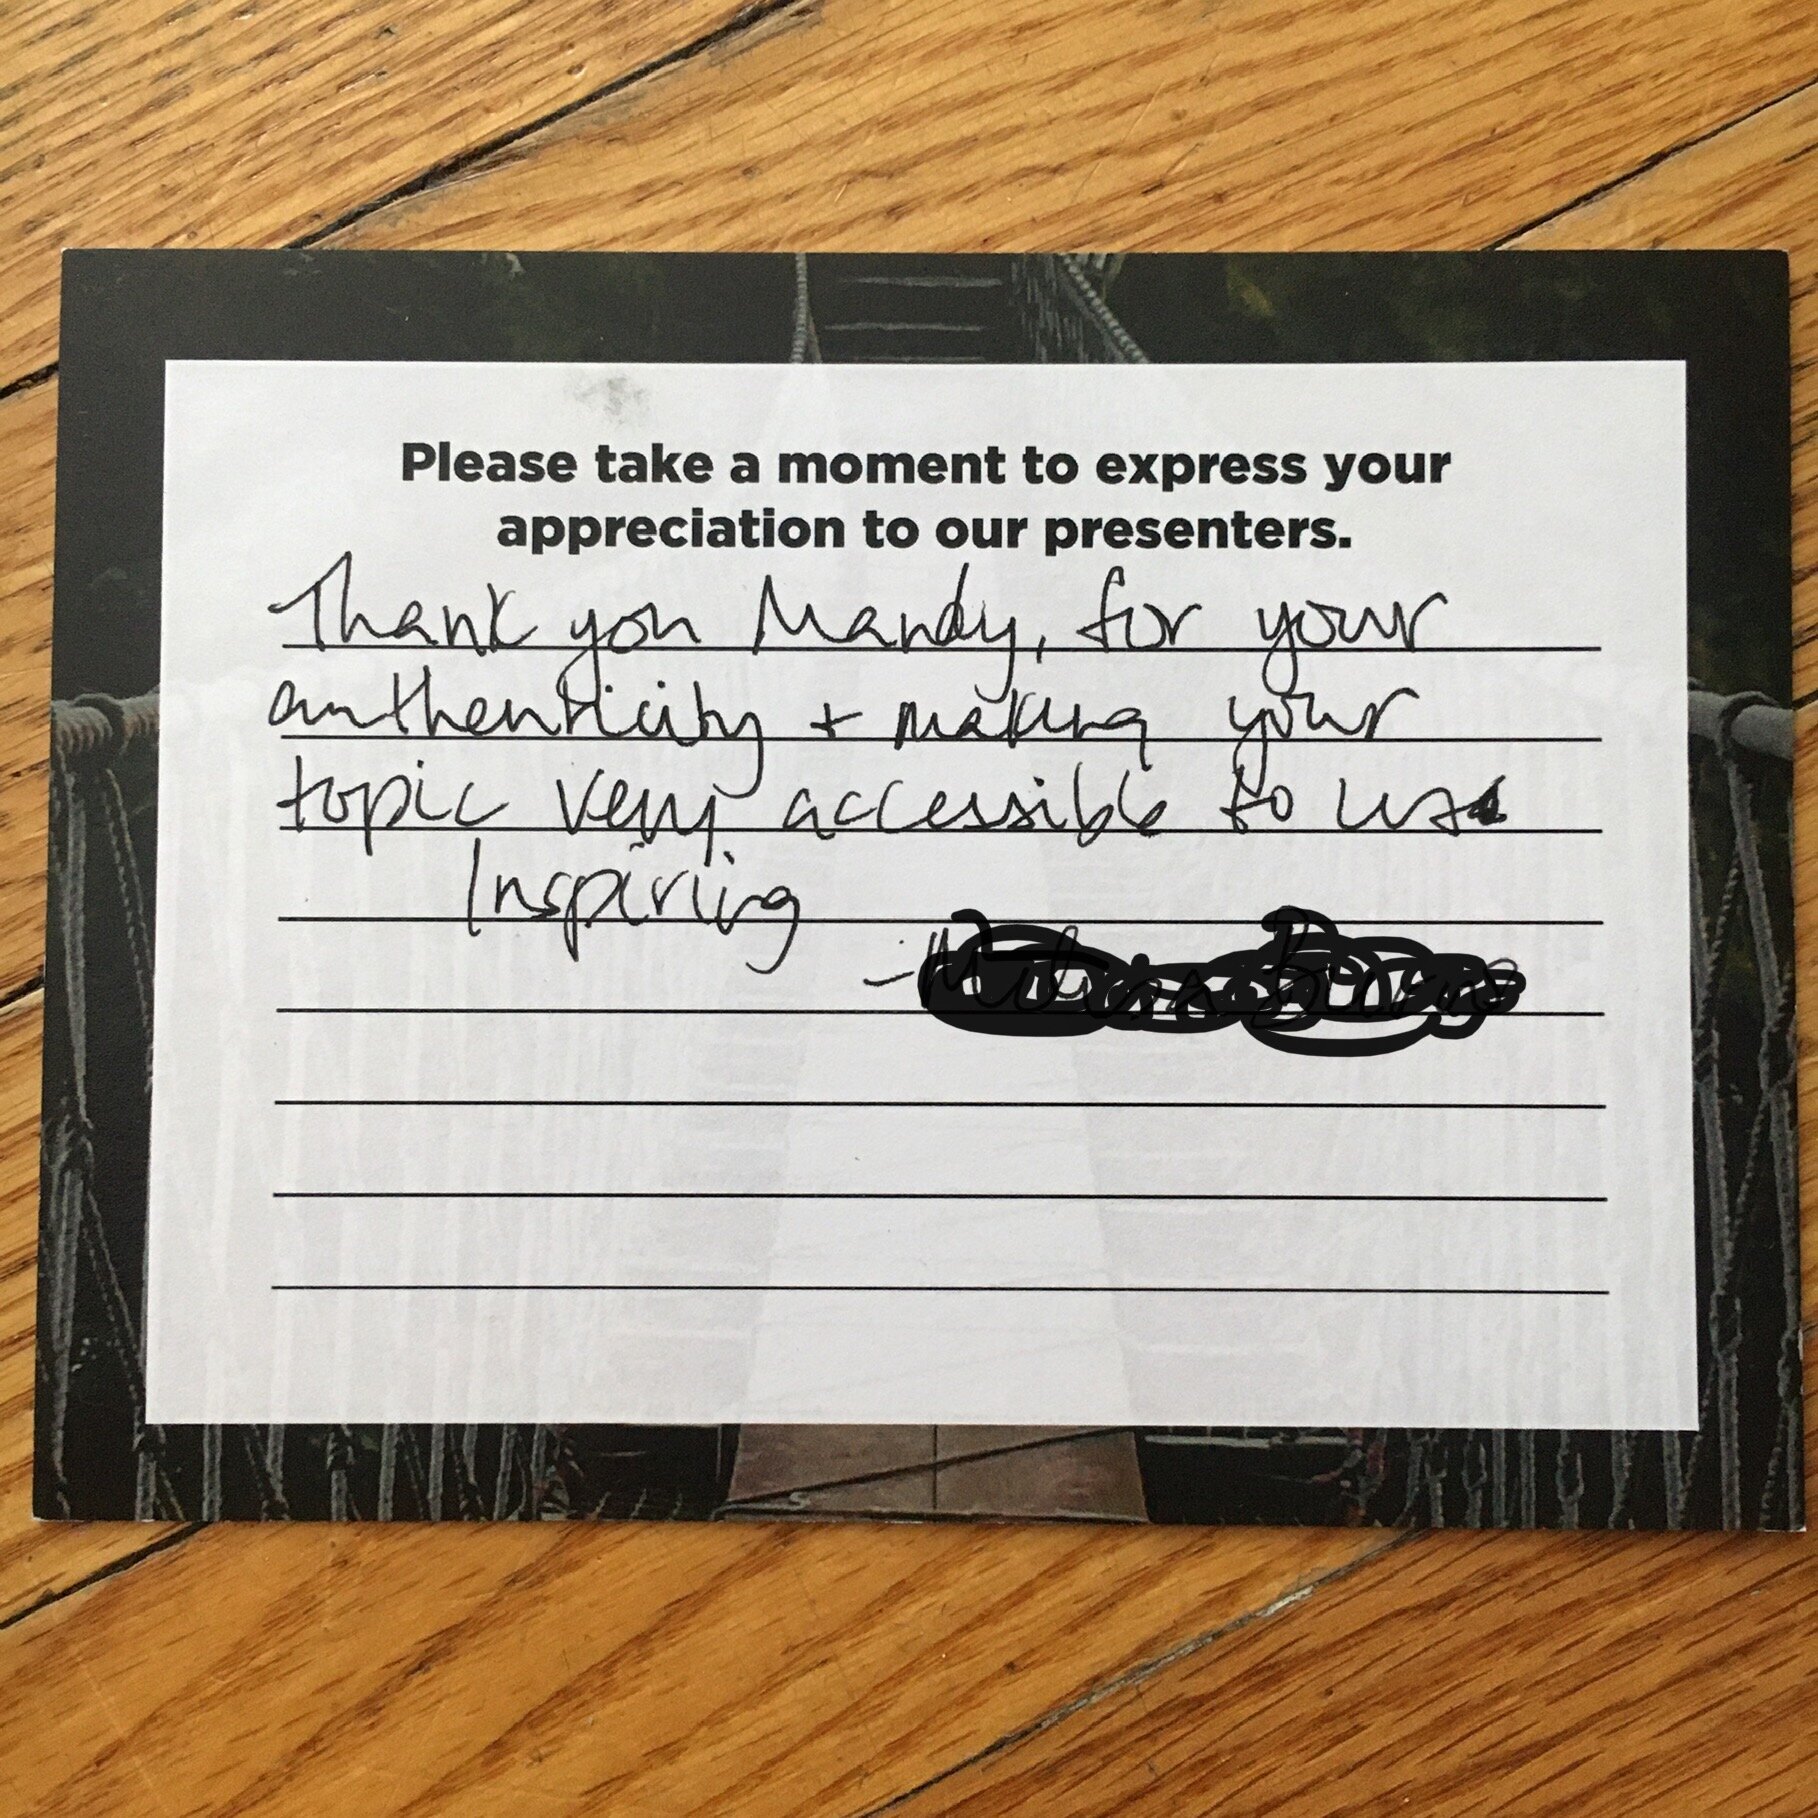 Please take a moment to express your
appreciation to our presenters.
Thank you Mandy, for your
authenticity + making your
topic very accessible to us
Inspiring
-